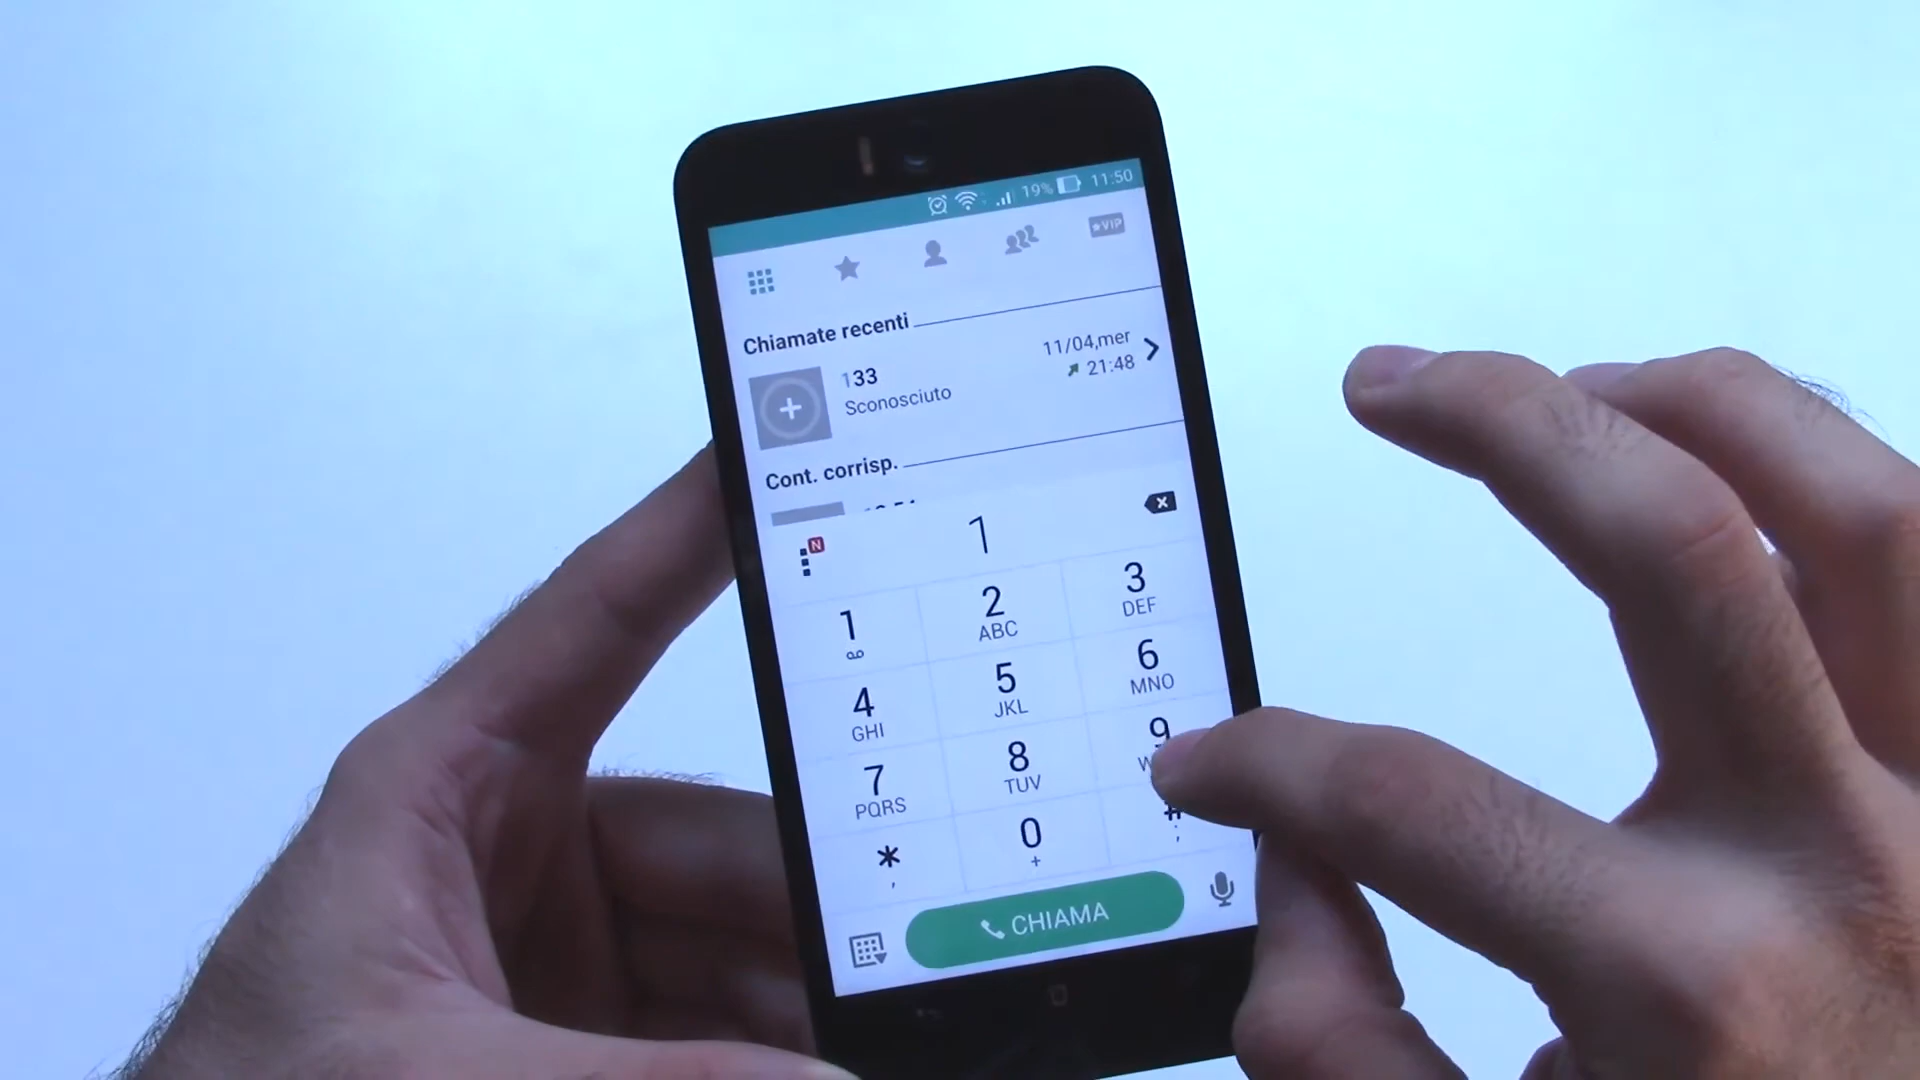 19% 11:50
VIP
Chiamate recenti
133
11/04,mer
Sconosciuto
21:48
Cont. corrisp.
N
1
1
2
ABC
3
DEF
4
GHI
5
JKL
6
MNO
7
PQRS
8
TUV
9
*
,
0
+
#
;
CHIAMA